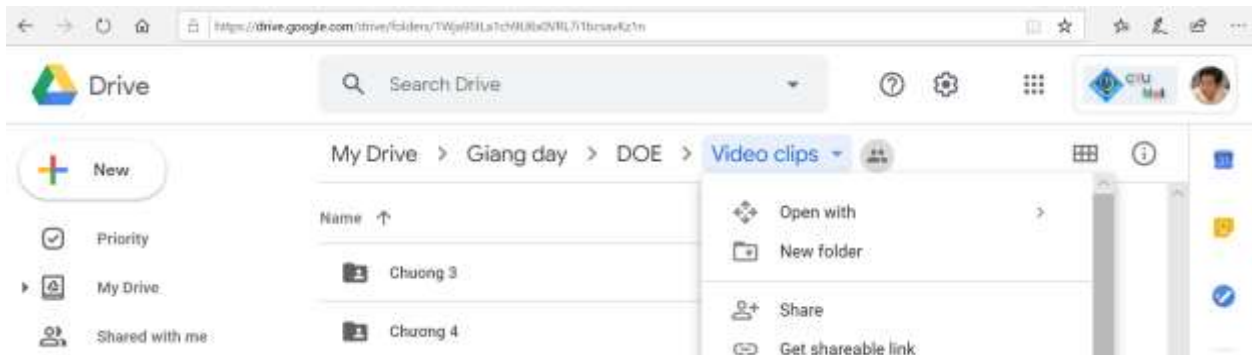 Drive
Search Drive
My Drive > Giang day > DOE > Video clips
New
Name
Open with
New folder
Priority
Chuong 3
My Drive
Share
Shared with me
Chuong 4
Get shareable link